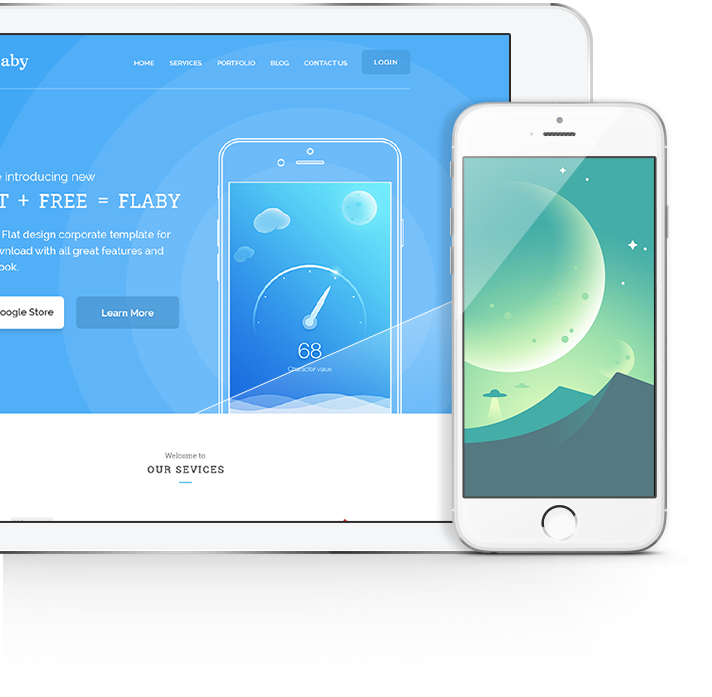 aby
HOME SERVICES PORTFOLIO BLOG CONTACT US LOGIN
introducing new
T + FREE = FLABY
Flat design corporate template for
wnload with all great features and
ook.
oogle Store
Learn More
68
Character value
Welcome to
OUR SEVICES